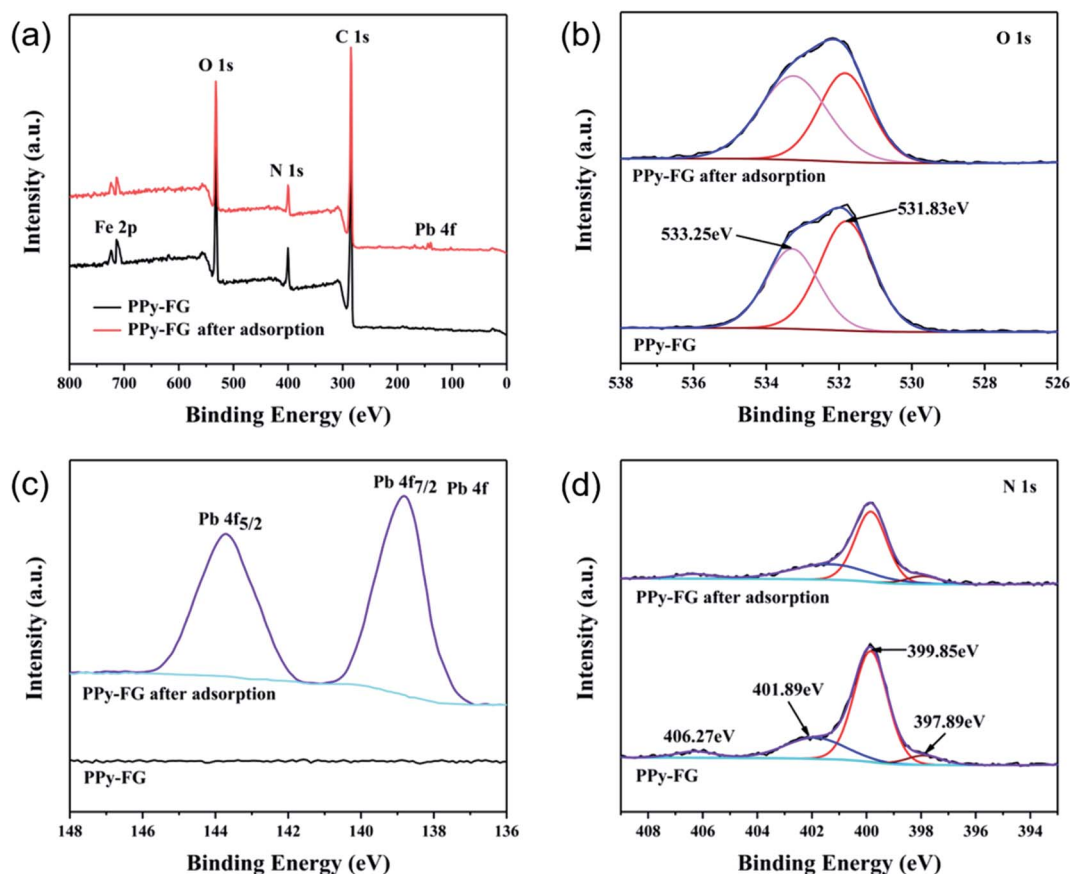 (a)
C 1s
O 1s
N 1s
Fe 2p
Pb 4f
PPy-FG
PPy-FG after adsorption
Intensity (a.u.)
800 700 600 500 400 300 200 100 0
Binding Energy (eV)
(b)
O 1s
PPy-FG after adsorption
531.83eV
533.25eV
PPy-FG
Intensity (a.u.)
538 536 534 532 530 528 526
Binding Energy (eV)
(c)
Pb 4f7/2 Pb 4f
Pb 4f5/2
PPy-FG after adsorption
PPy-FG
Intensity (a.u.)
148 146 144 142 140 138 136
Binding Energy (eV)
(d)
N 1s
PPy-FG after adsorption
399.85eV
401.89eV
397.89eV
406.27eV
PPy-FG
Intensity (a.u.)
408 406 404 402 400 398 396 394
Binding Energy (eV)